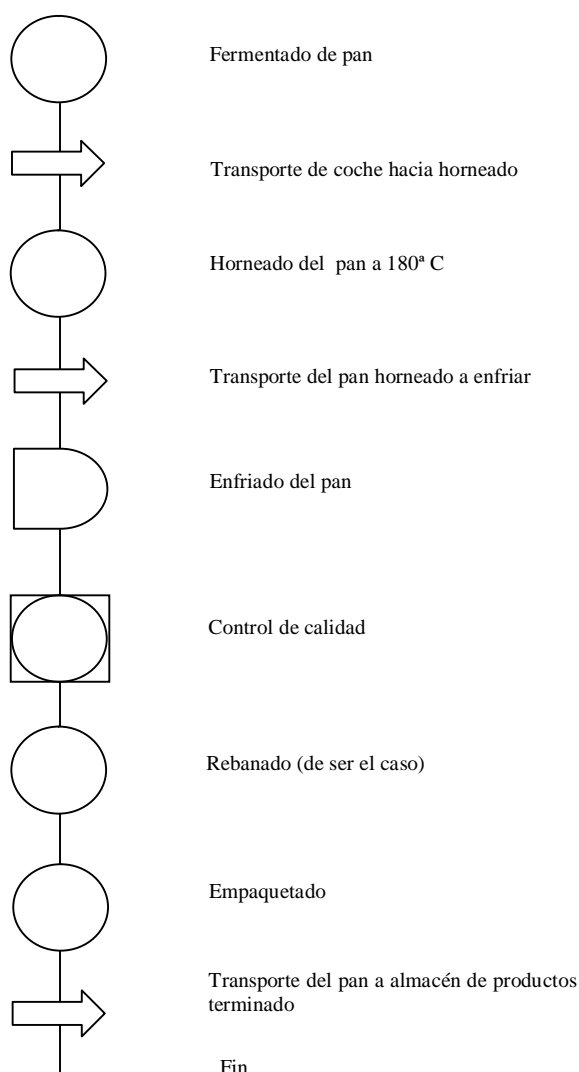 Fermentado de pan
Transporte de coche hacia horneado
Horneado del pan a 180ª C
Transporte del pan horneado a enfriar
Enfriado del pan
Control de calidad
Rebanado (de ser el caso)
Empaquetado
Transporte del pan a almacén de productos
terminado
Fin